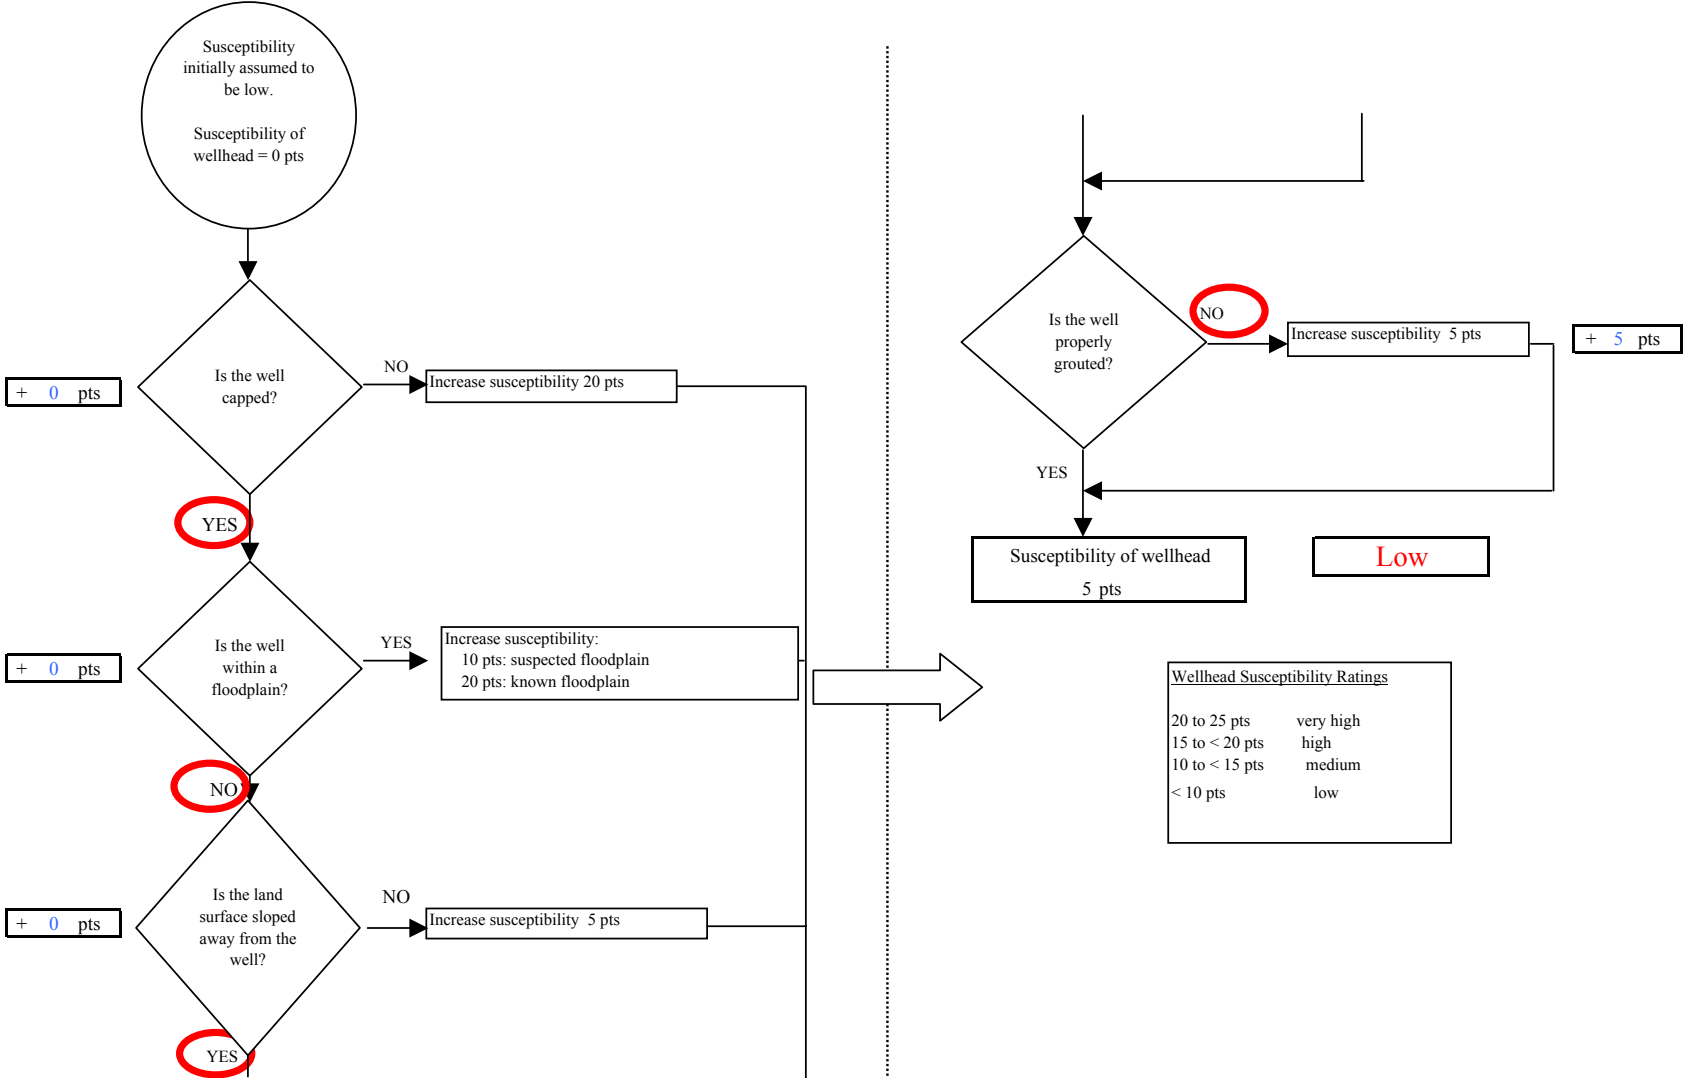 Susceptibility
initially assumed to
be low.
Susceptibility of
wellhead = 0 pts
Is the well
capped?
NO
Increase susceptibility 20 pts
+ 0 pts
YES
Is the well
within a
floodplain?
YES
Increase susceptibility:
10 pts: suspected floodplain
20 pts: known floodplain
+ 0 pts
NO
Is the land
surface sloped
away from the
well?
NO
Increase susceptibility 5 pts
+ 0 pts
YES
Is the well
properly
grouted?
NO
Increase susceptibility 5 pts
+ 5 pts
YES
Susceptibility of wellhead
5 pts
Low
Wellhead Susceptibility Ratings
20 to 25 pts very high
15 to < 20 pts high
10 to < 15 pts medium
< 10 pts low